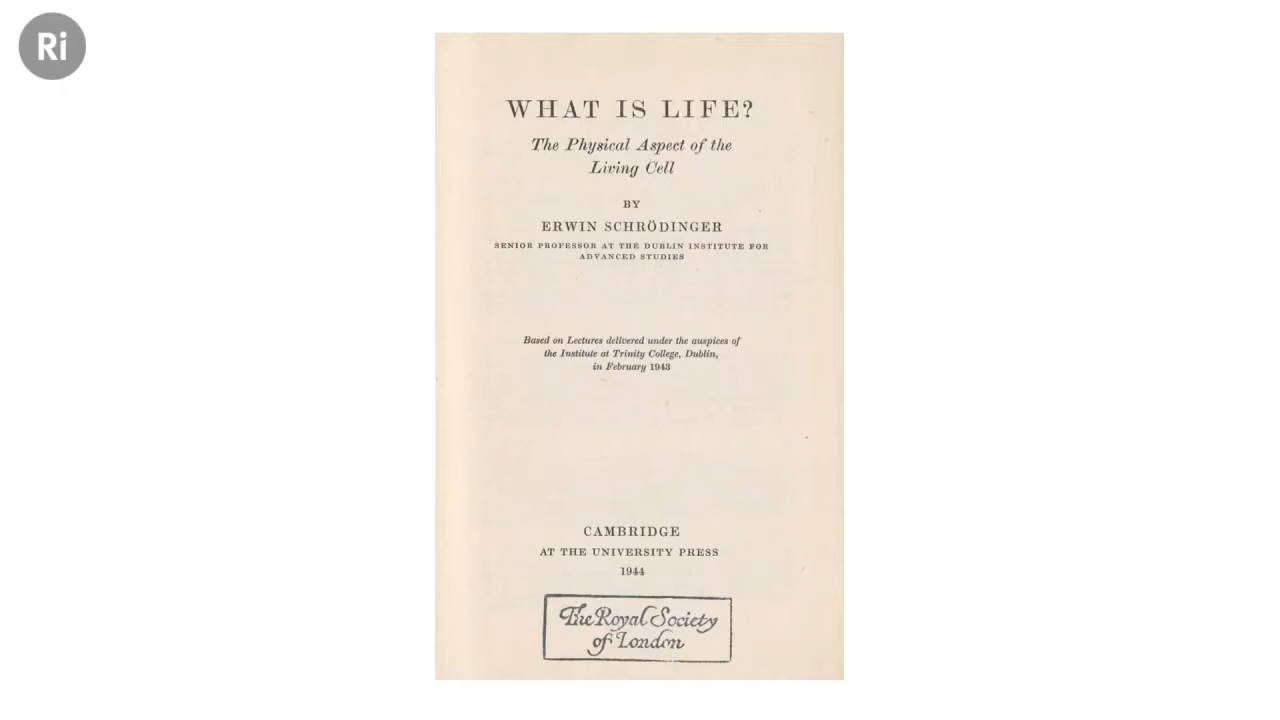 Ri
WHAT IS LIFE?
The Physical Aspect of the
Living Cell
BY
ERWIN SCHRÖDINGER
SENIOR PROFESSOR AT THE DUBLIN INSTITUTE FOR
ADVANCED STUDIES
Based on Lectures delivered under the auspices of
the Institute at Trinity College, Dublin,
in February 1943
CAMBRIDGE
AT THE UNIVERSITY PRESS
1944
The Royal Society
of London